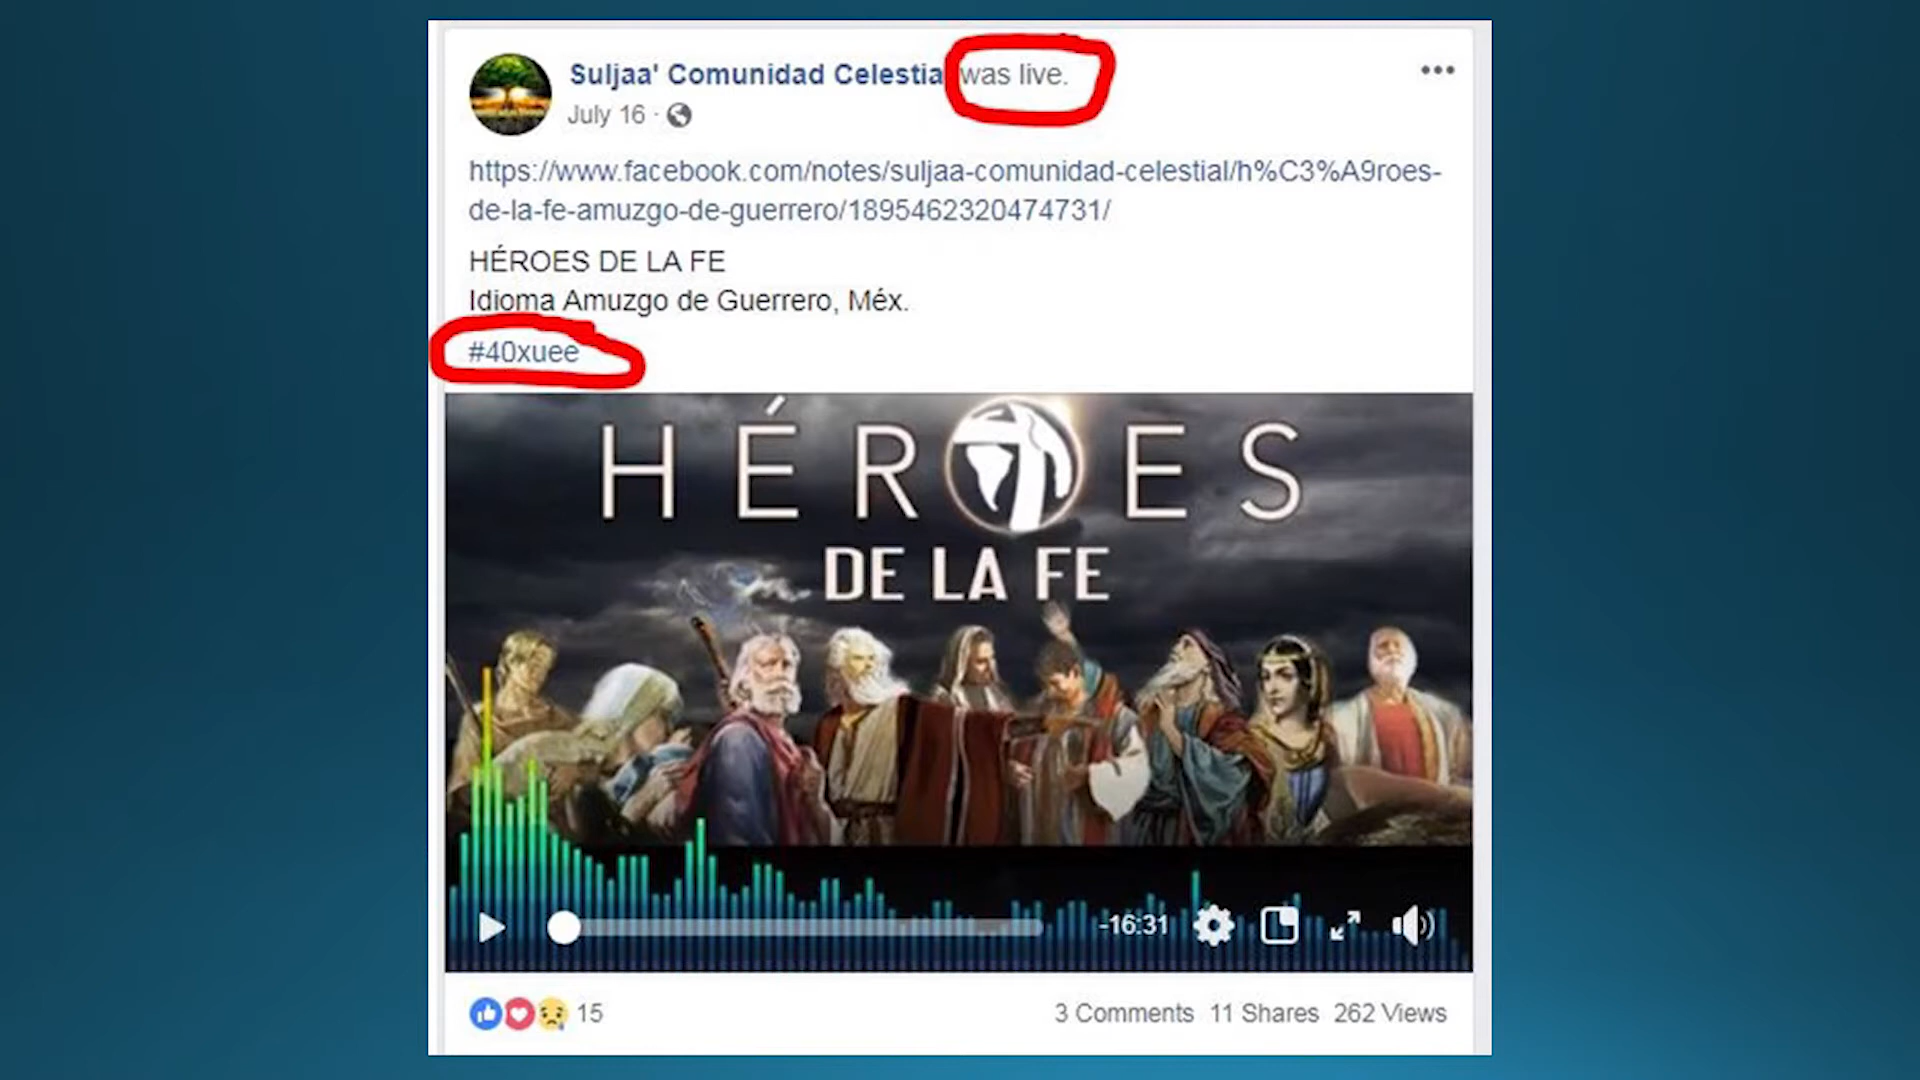 Suljaa' Comunidad Celestial was live.
July 16 ·
https://www.facebook.com/notes/suljaa-comunidad-celestial/h%C3%A9roes-
de-la-fe-amuzgo-de-guerrero/1895462320474731/
HÉROES DE LA FE
Idioma Amuzgo de Guerrero, Méx.
#40xuee
HÉROES
DE LA FE
-16:31
15
3 Comments 11 Shares 262 Views